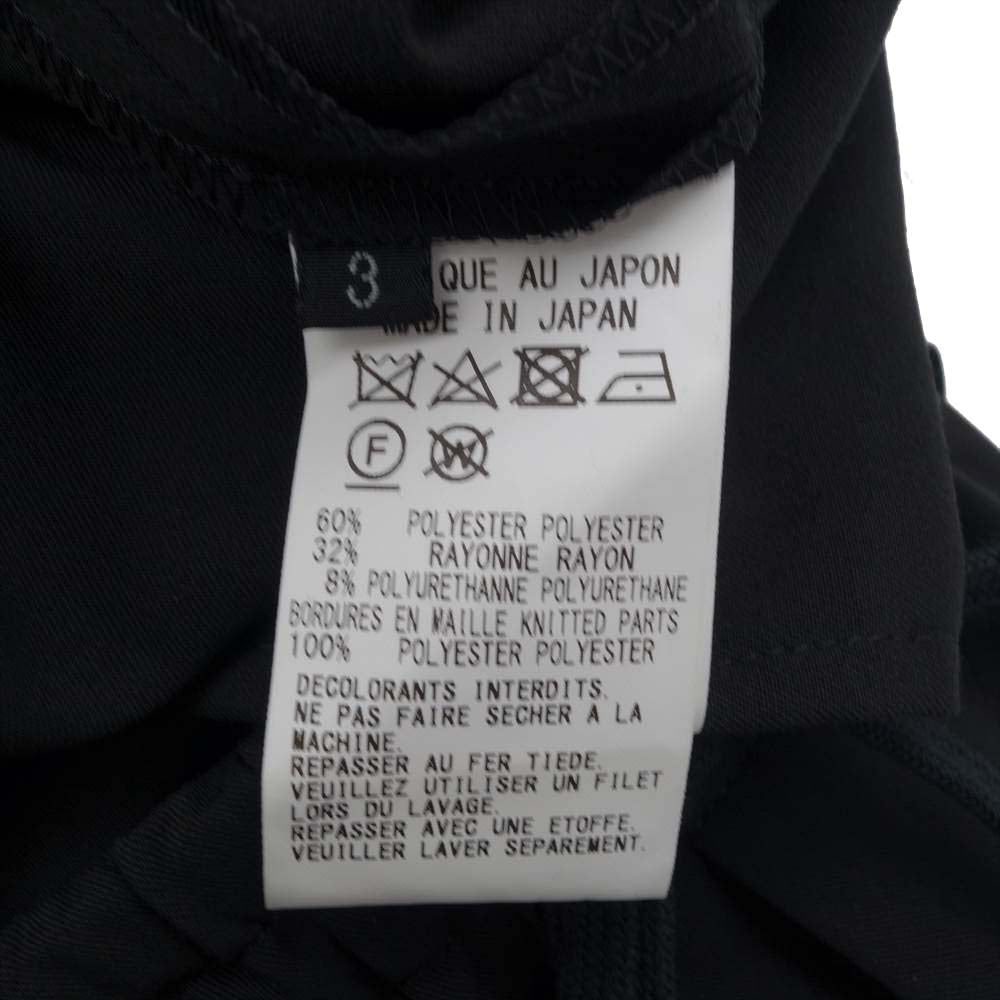 3
QUE AU JAPON
MADE IN JAPAN
F W
60% POLYESTER POLYESTER
32% RAYONNE RAYON
8% POLYURETHANNE POLYURETHANE
BORDURES EN MAILLE KNITTED PARTS
100% POLYESTER POLYESTER
DECOLORANTS INTERDITS.
NE PAS FAIRE SECHER A LA
MACHINE.
REPASSER AU FER TIEDE.
VEUILLEZ UTILISER UN FILET
LORS DU LAVAGE.
REPASSER AVEC UNE ETOFFE.
VEUILLER LAVER SEPAREMENT.